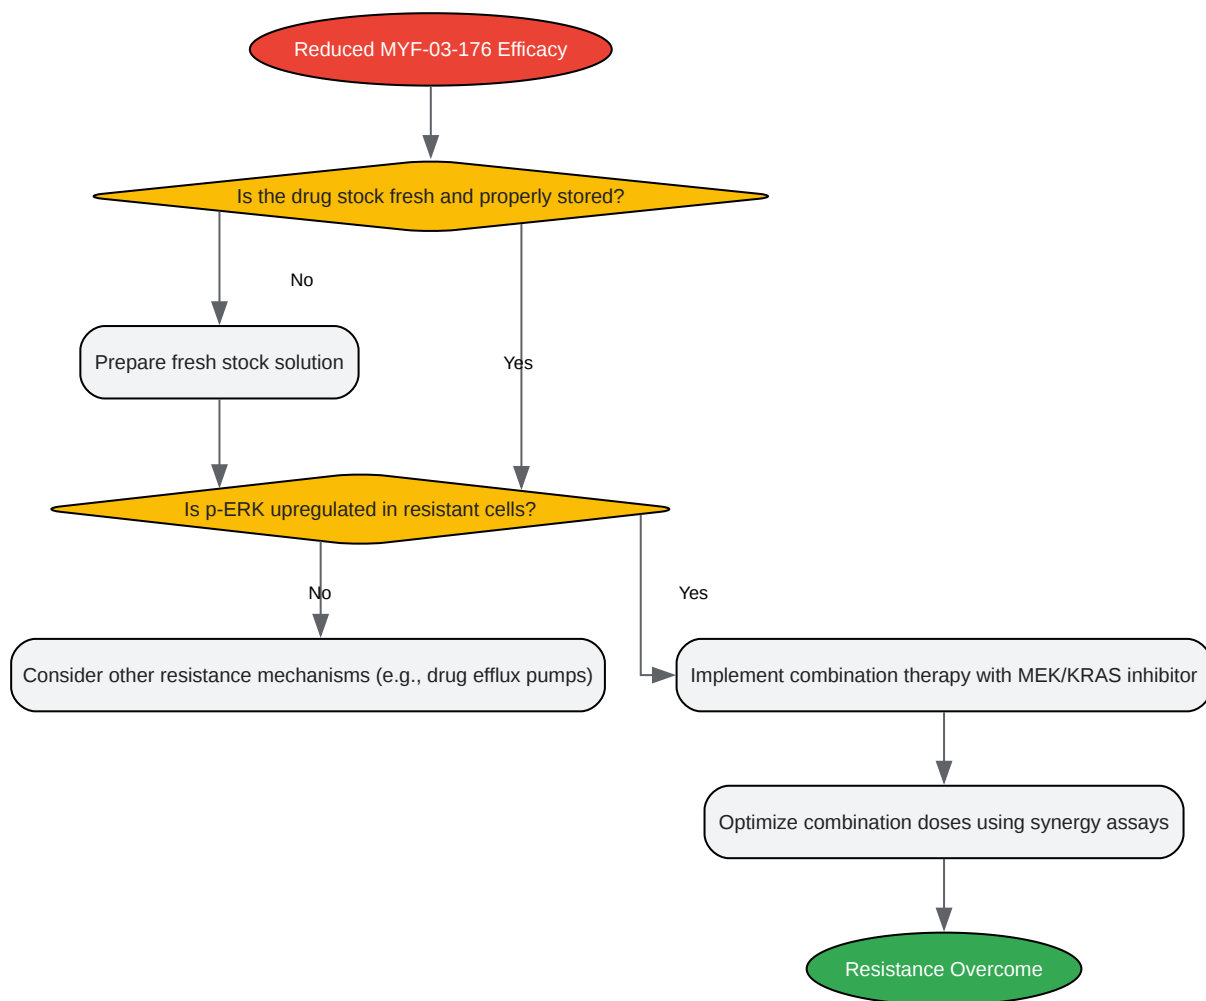 Reduced MYF-03-176 Efficacy
Is the drug stock fresh and properly stored?
No
Prepare fresh stock solution
Yes
Is p-ERK upregulated in resistant cells?
No
Yes
Consider other resistance mechanisms (e.g., drug efflux pumps)
Implement combination therapy with MEK/KRAS inhibitor
Optimize combination doses using synergy assays
Resistance Overcome